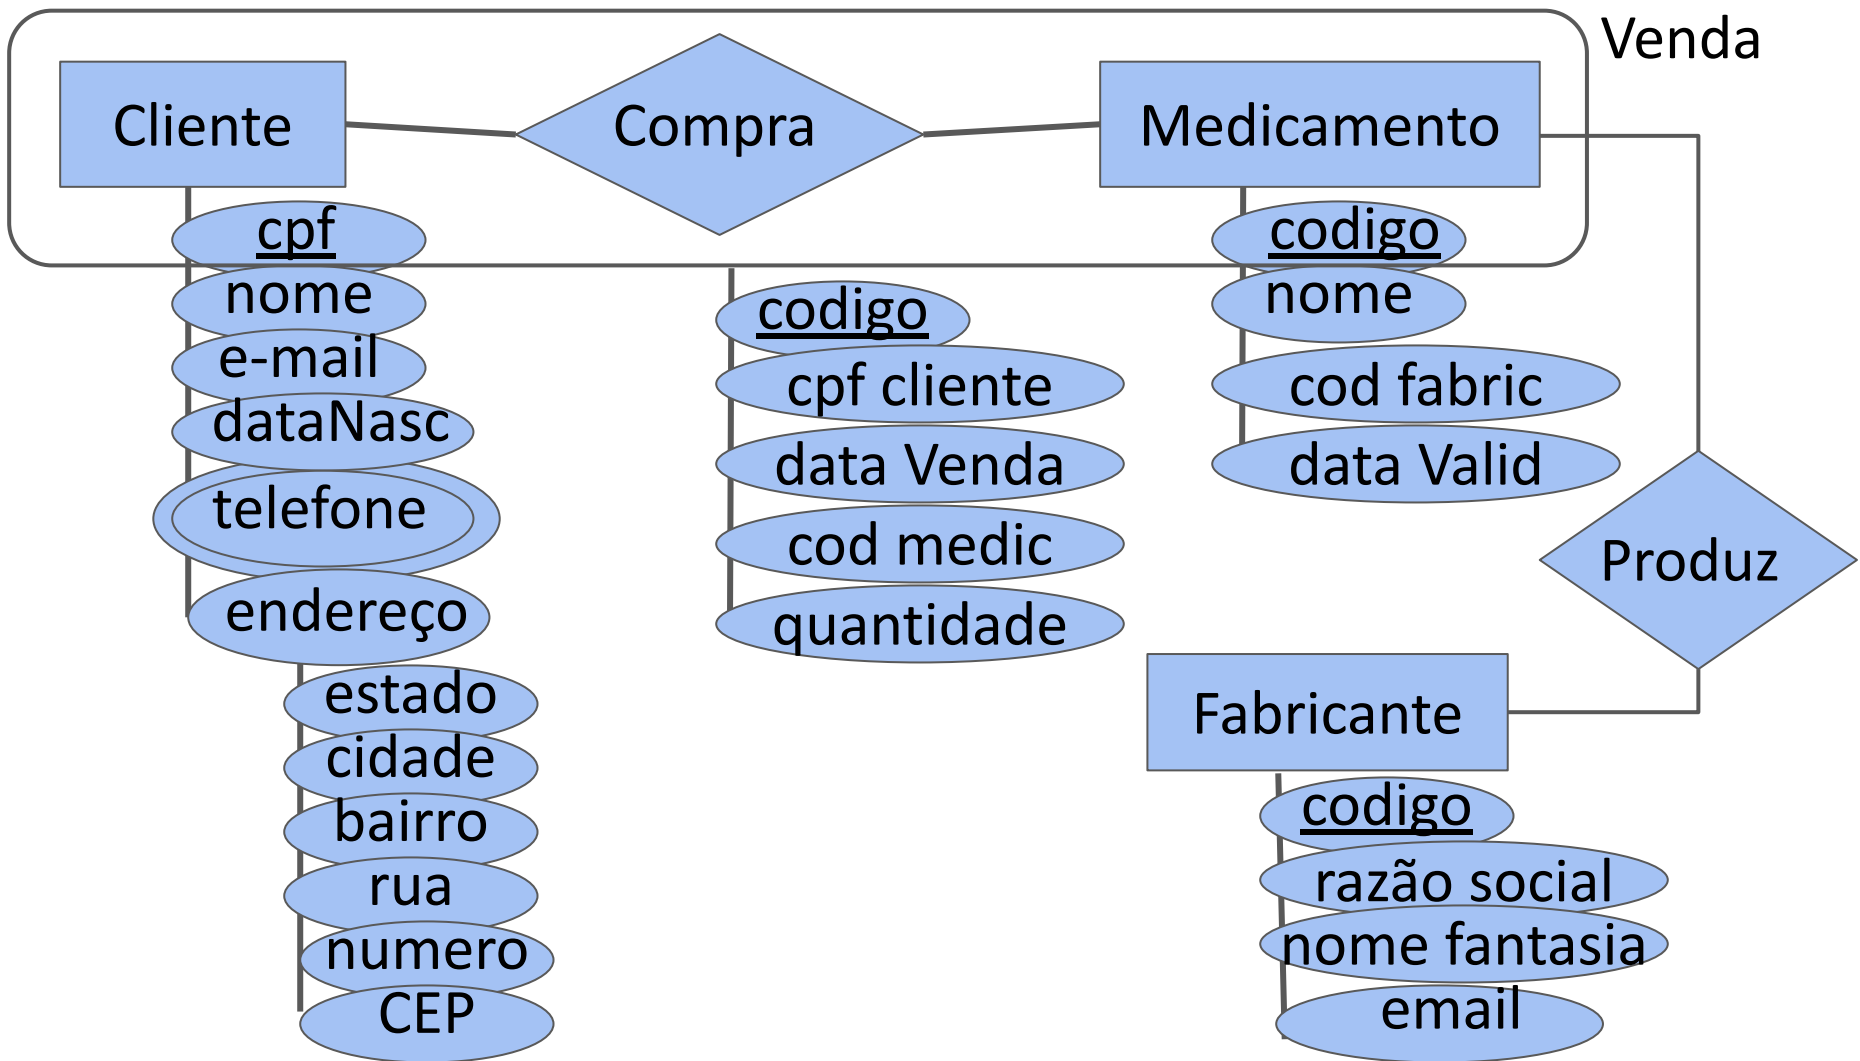 Venda
Cliente
Compra
Medicamento
cpf
nome
e-mail
dataNasc
telefone
endereço
estado
cidade
bairro
rua
numero
CEP
codigo
cpf cliente
data Venda
cod medic
quantidade
codigo
nome
cod fabric
data Valid
Produz
Fabricante
codigo
razão social
nome fantasia
email